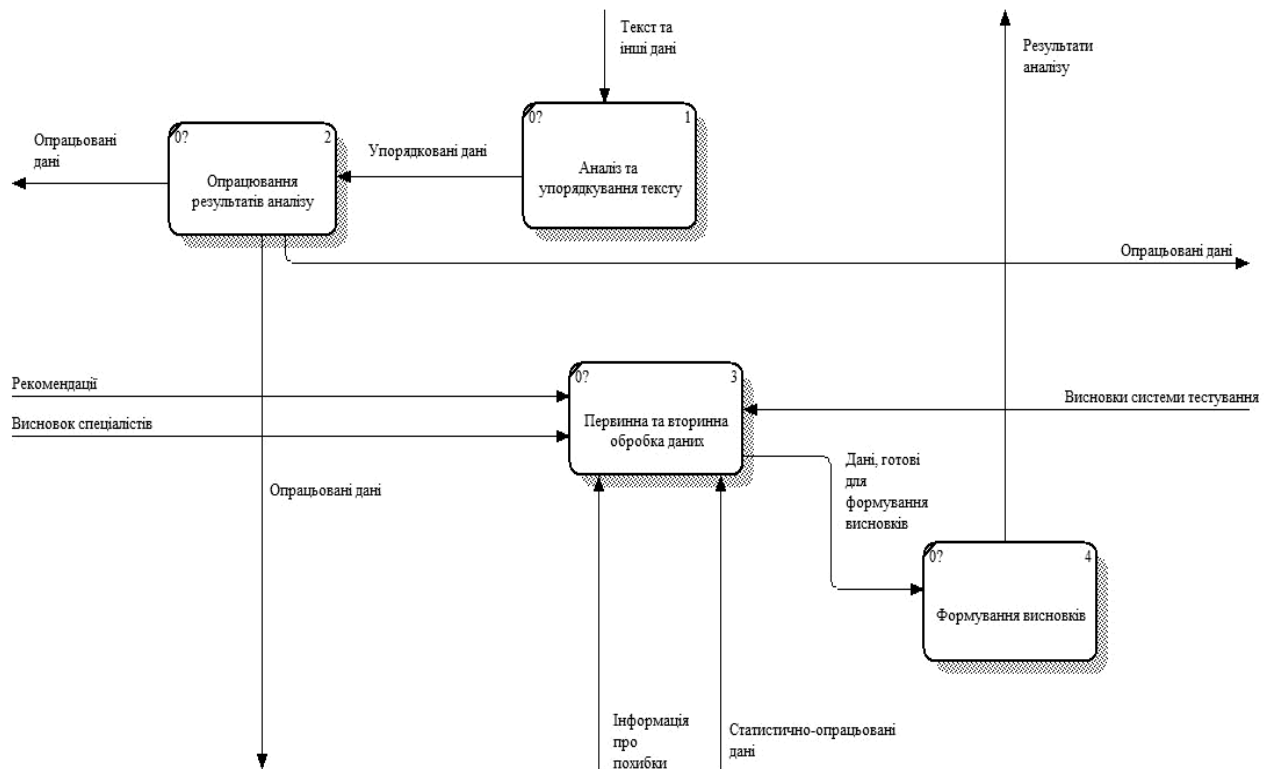 Текст та
інші дані
Результати
аналізу
0? 1
Аналіз та
упорядкування тексту
0? 2
Опрацювання
результатів аналізу
Опрацьовані
дані
Упорядковані дані
Опрацьовані дані
Рекомендації
Висновок спеціалістів
0? 3
Первинна та вторинна
обробка даних
Висновки системи тестування
Опрацьовані дані
Дані, готові
для
формування
висновків
0? 4
Формування висновків
Інформація
про
похибки
Статистично-опрацьовані
дані